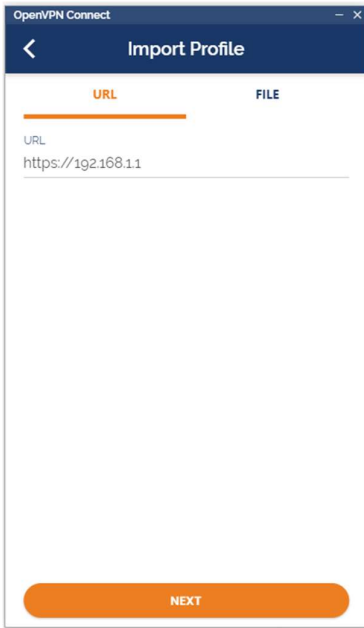 OpenVPN Connect
Import Profile
URL
FILE
URL
https://192.168.1.1
NEXT